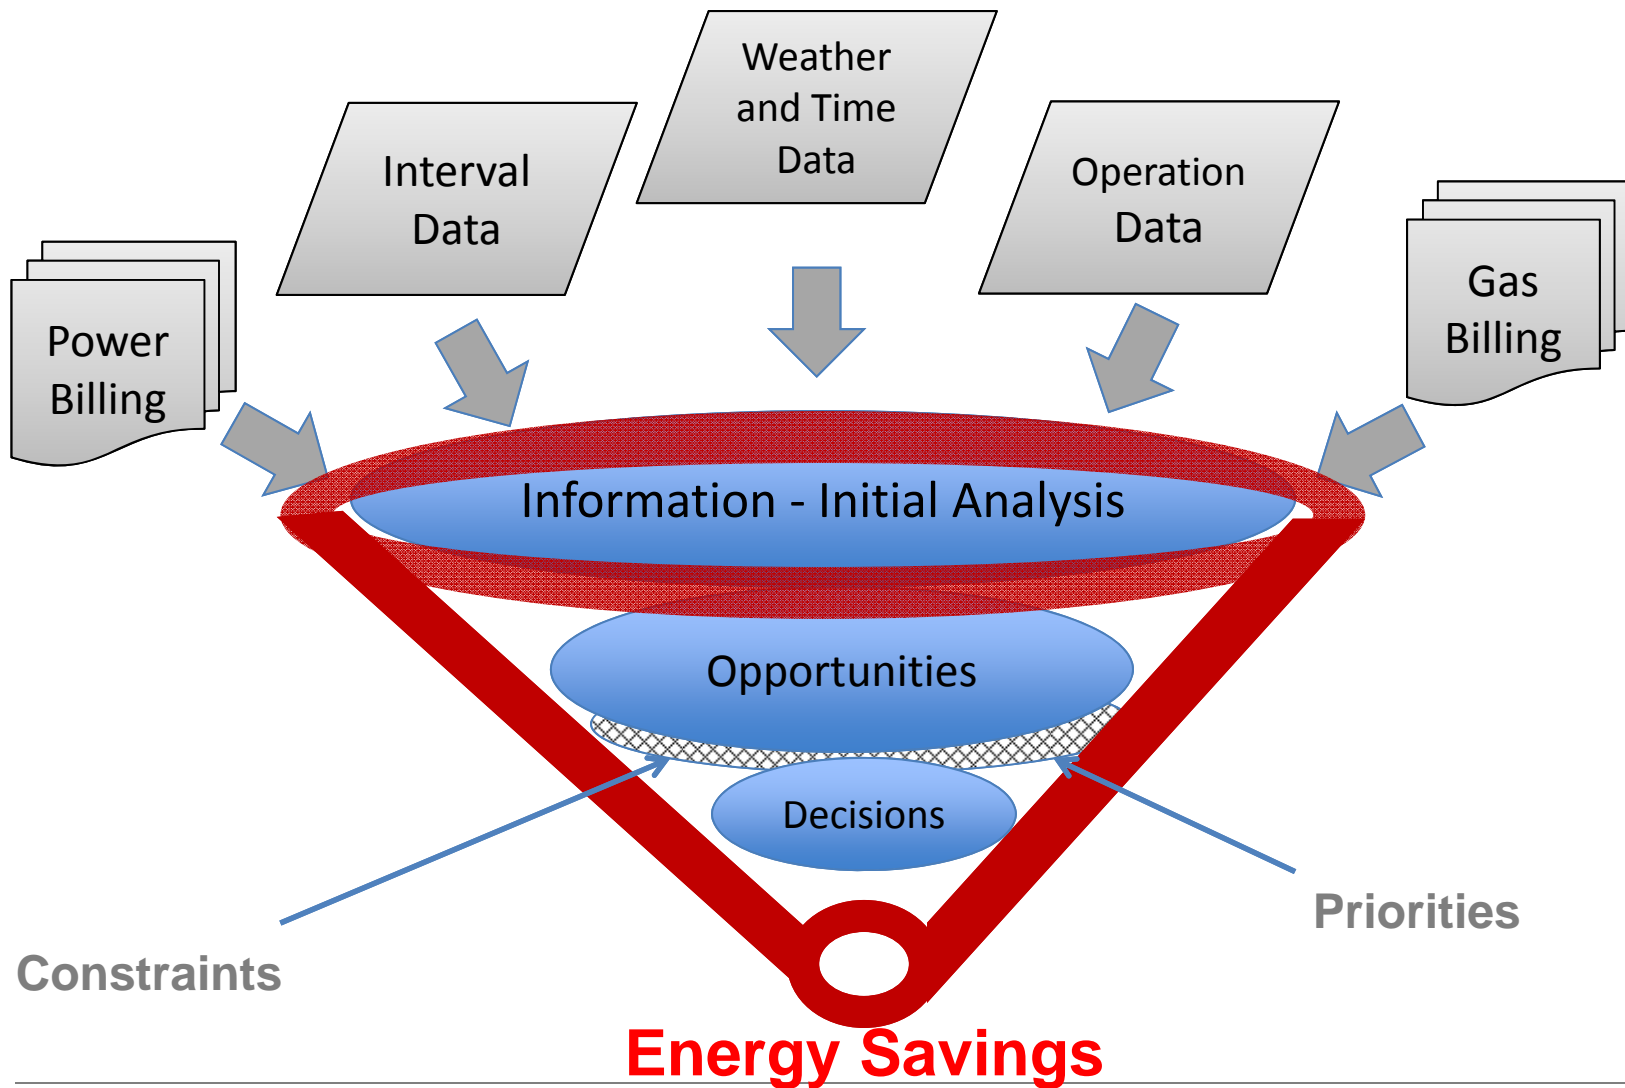 Weather
and Time
Data
Interval
Data
Operation
Data
Power
Billing
Gas
Billing
Information - Initial Analysis
Opportunities
Decisions
Constraints
Priorities
Energy Savings